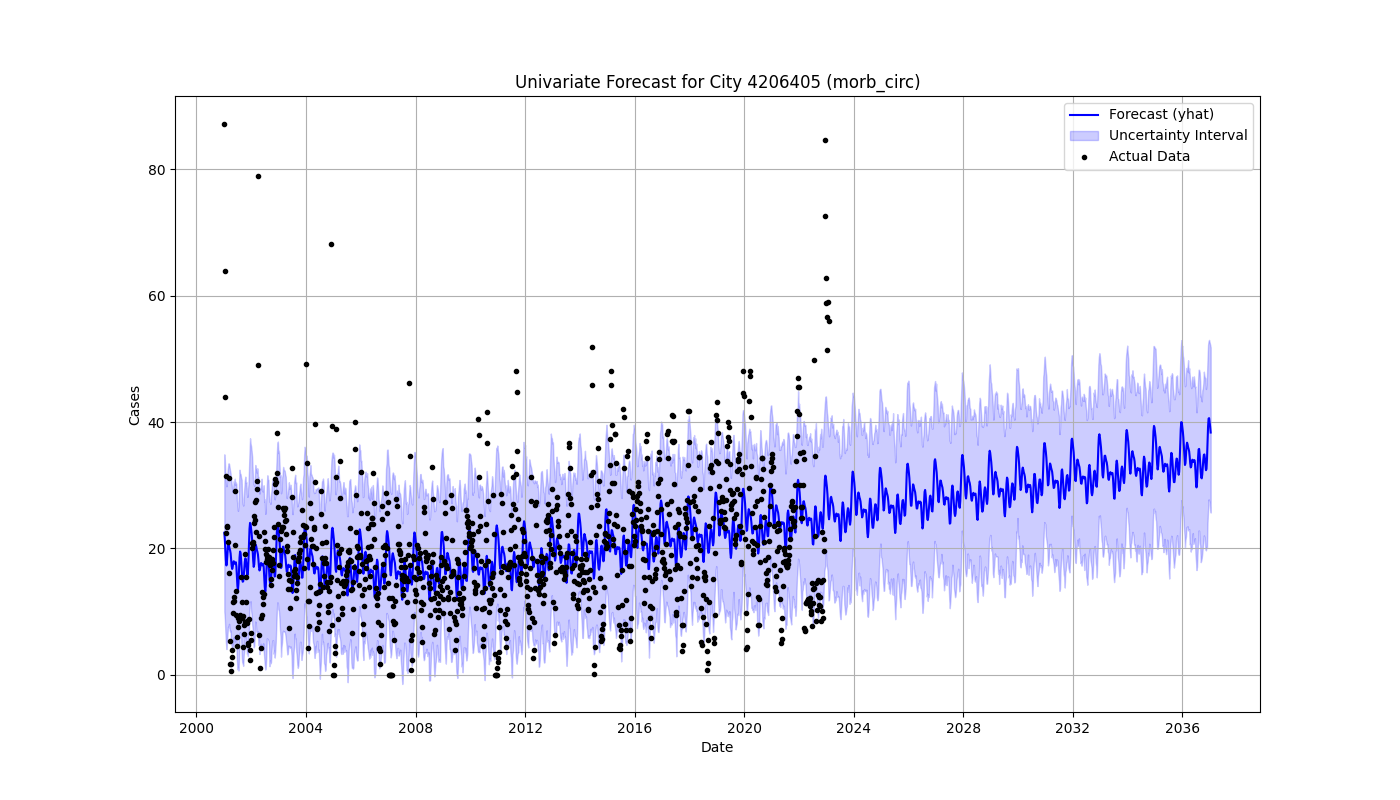 Univariate Forecast for City 4206405 (morb_circ)
Forecast (yhat)
Uncertainty Interval
Actual Data
80
60
40
20
0
Cases
2000 2004 2008 2012 2016 2020 2024 2028 2032 2036
Date